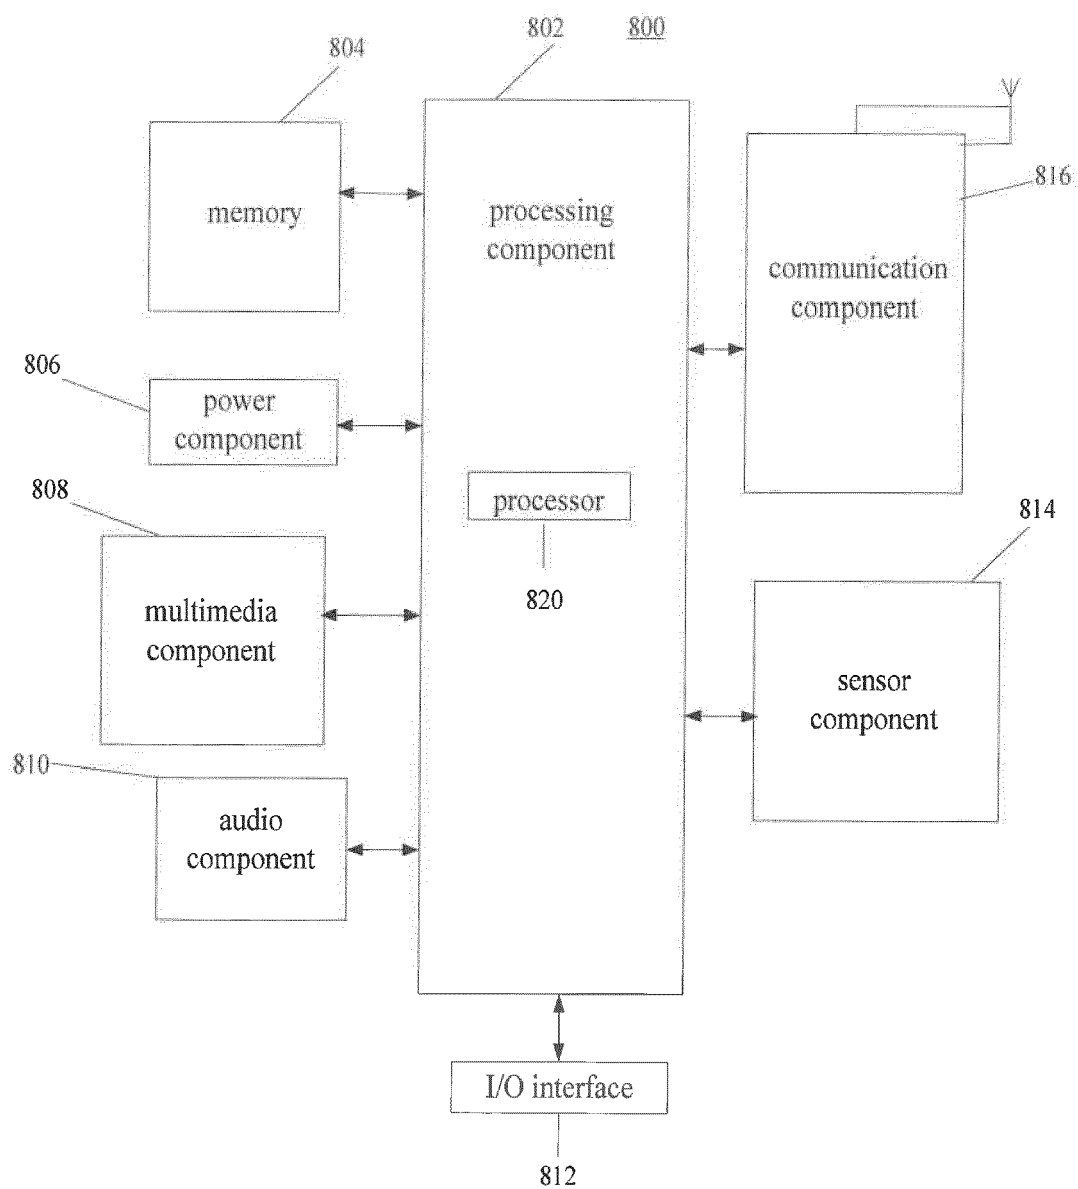 802
800
804
memory
processing
component
816
communication
component
806
power
component
808
processor
820
814
multimedia
component
sensor
component
810
audio
component
I/O interface
812